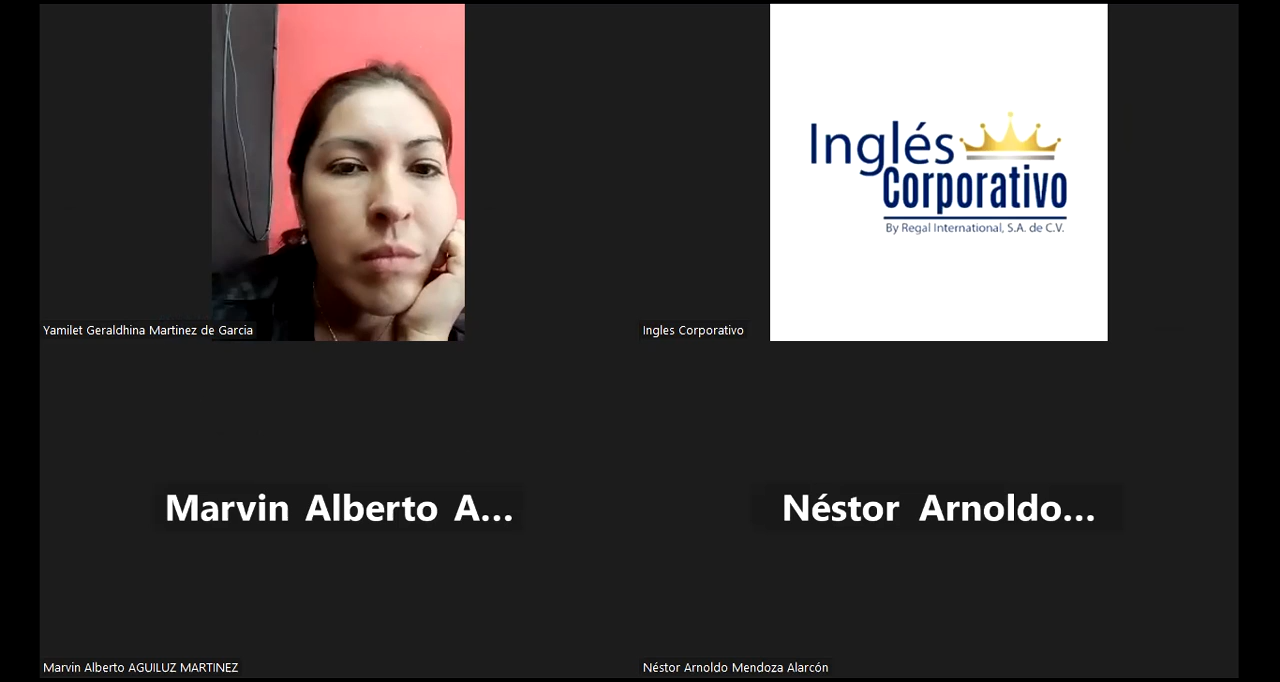 Inglés
Corporativo
By Regal International, S.A. de C.V.
Yamilet Geraldhina Martinez de Garcia
Ingles Corporativo
Marvin Alberto A...
Néstor Arnoldo...
Marvin Alberto AGUILUZ MARTINEZ
Néstor Arnoldo Mendoza Alarcón